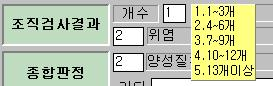 조직검사결과
개수 1
1.1~3개
2.4~6개
3.7~9개
4.10~12개
5.13개이상
2 위염
종합판정
2 양성질